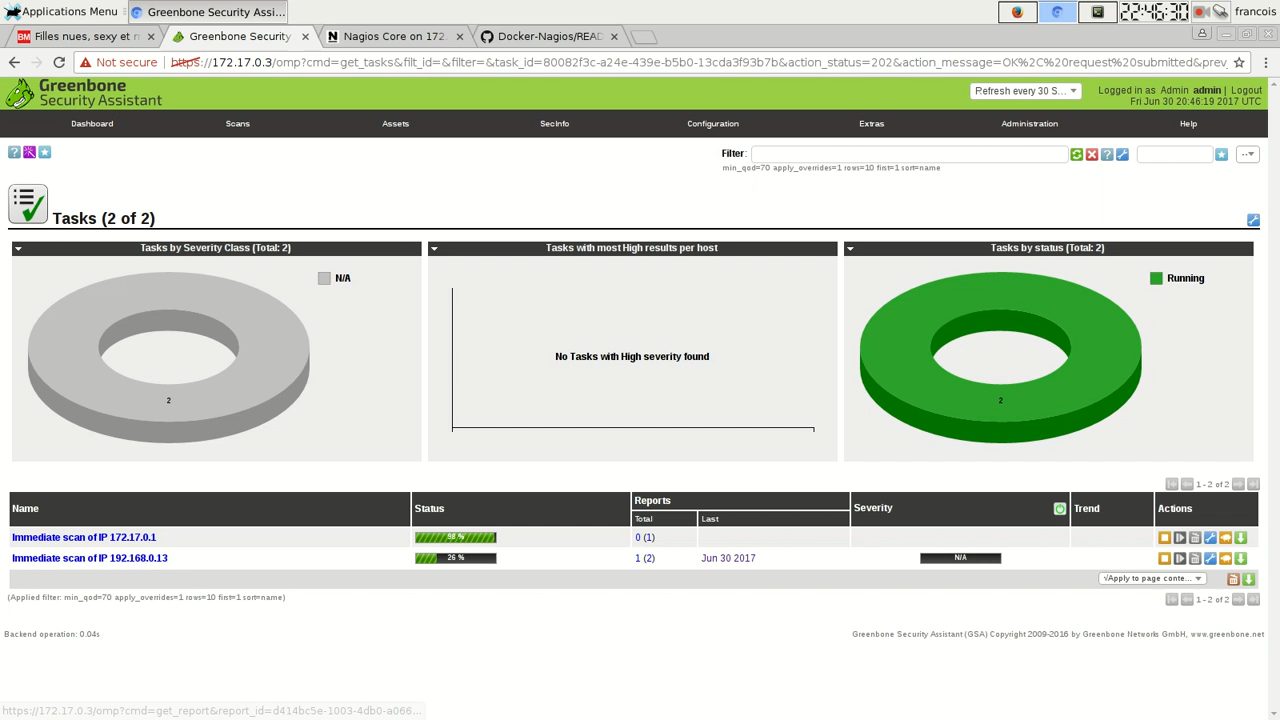 Applications Menu
Greenbone Security Assi...
22:46:30
francois
BM Filles nues, sexy et n
Greenbone Security
N Nagios Core on 172
Docker-Nagios/READ
Not secure https://172.17.0.3/omp?cmd=get_tasks&filt_id=&filter=&task_id=80082f3c-a24e-439e-b5b0-13cda3f93b7b&action_status=202&action_message=OK%2C%20request%20submitted&prev_
Greenbone
Security Assistant
Refresh every 30 S...
Logged in as Admin admin | Logout
Fri Jun 30 20:46:19 2017 UTC
Dashboard
Scans
Assets
SecInfo
Configuration
Extras
Administration
Help
Filter:
min_qod=70 apply_overrides=1 rows=10 first=1 sort=name
--
Tasks (2 of 2)
Tasks by Severity Class (Total: 2)
N/A
2
Tasks with most High results per host
No Tasks with High severity found
Tasks by status (Total: 2)
Running
2
1 - 2 of 2
Name
Status
Reports
Total
Last
Severity
Trend
Actions
Immediate scan of IP 172.17.0.1
98 %
0 (1)
Immediate scan of IP 192.168.0.13
26 %
1 (2)
Jun 30 2017
N/A
√Apply to page conte...
(Applied filter: min_qod=70 apply_overrides=1 rows=10 first=1 sort=name)
1 - 2 of 2
Backend operation: 0.04s
Greenbone Security Assistant (GSA) Copyright 2009-2016 by Greenbone Networks GmbH, www.greenbone.net
https://172.17.0.3/omp?cmd=get_report&report_id=d414bc5e-1003-4db0-a066...